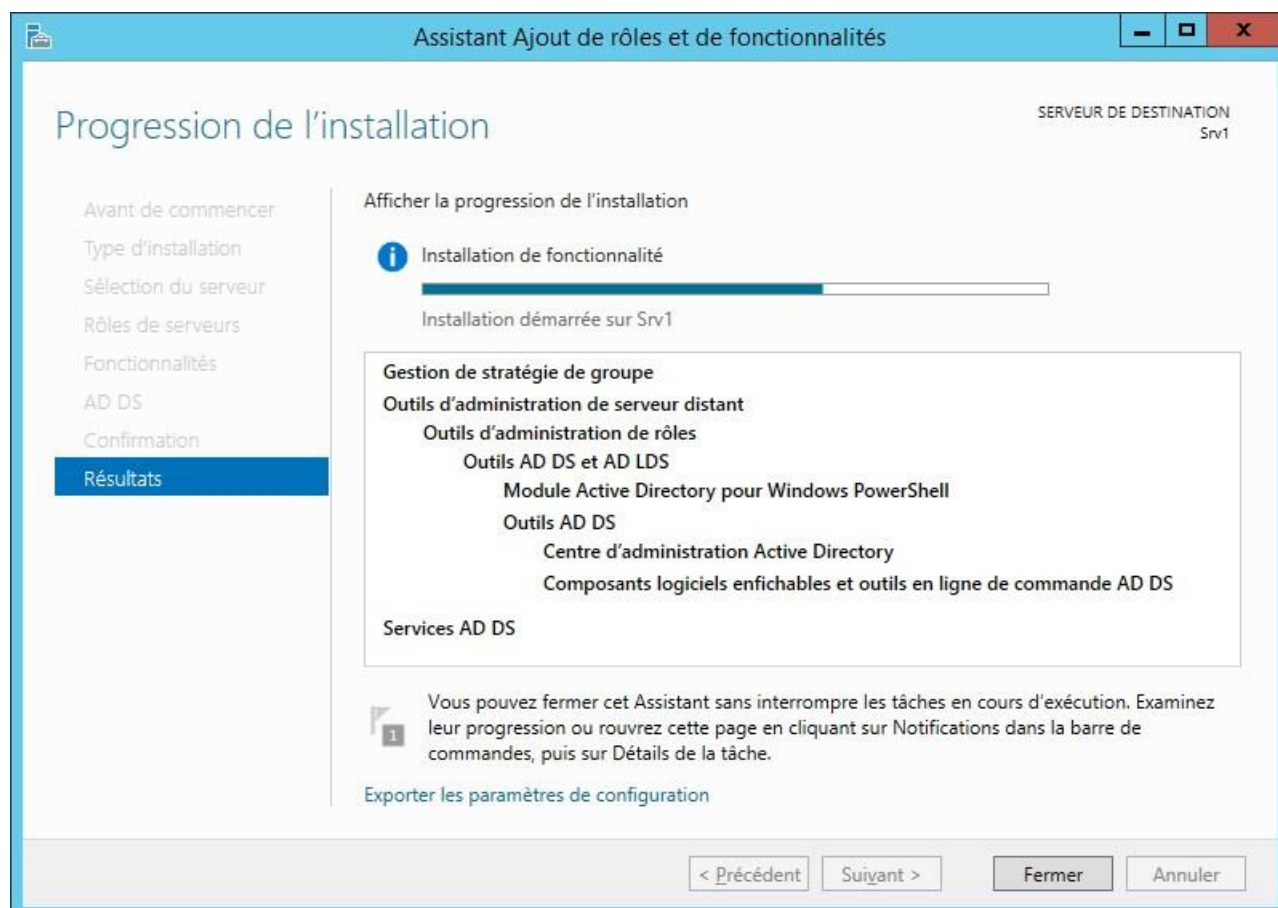 Assistant Ajout de rôles et de fonctionnalités
Progression de l'installation
SERVEUR DE DESTINATION
Srv1
Avant de commencer
Type d'installation
Sélection du serveur
Rôles de serveurs
Fonctionnalités
AD DS
Confirmation
Résultats
Afficher la progression de l'installation
Installation de fonctionnalité
Installation démarrée sur Srv1
Gestion de stratégie de groupe
Outils d'administration de serveur distant
Outils d'administration de rôles
Outils AD DS et AD LDS
Module Active Directory pour Windows PowerShell
Outils AD DS
Centre d'administration Active Directory
Composants logiciels enfichables et outils en ligne de commande AD DS
Services AD DS
1
Vous pouvez fermer cet Assistant sans interrompre les tâches en cours d'exécution. Examinez
leur progression ou rouvrez cette page en cliquant sur Notifications dans la barre de
commandes, puis sur Détails de la tâche.
Exporter les paramètres de configuration
< Précédent
Suivant >
Fermer
Annuler